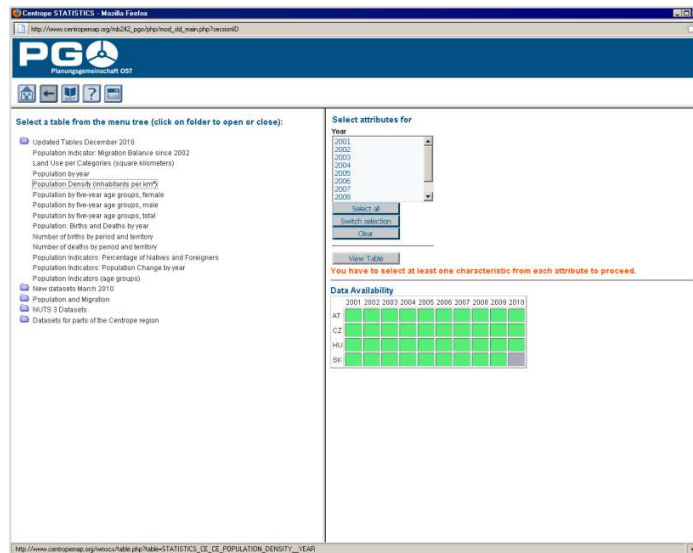 Centrope STATISTICS - Mozilla Firefox
http://www.centropemap.org/mb242_pgo/php/mod_sld_main.php?sessionID
PGO
Planungsgemeinschaft OST
?
Select a table from the menu tree (click on folder to open or close):
Updated Tables December 2010
Population Indicator: Migration Balance since 2002
Land Use per Categories (square kilometers)
Population by year
Population Density (inhabitants per km²)
Population by five-year age groups, female
Population by five-year age groups, male
Population by five-year age groups, total
Population: Births and Deaths by year
Number of births by period and territory
Number of deaths by period and territory
Population Indicators: Percentage of Natives and Foreigners
Population Indicators: Population Change by year
Population Indicators (age groups)
New datasets March 2010
Population and Migration
NUTS 3 Datasets
Datasets for parts of the Centrope region
Select attributes for
Year
2001
2002
2003
2004
2005
2006
2007
2008
Select all
Switch selection
Clear
View Table
You have to select at least one characteristic from each attribute to proceed.
Data Availability
2001 2002 2003 2004 2005 2006 2007 2008 2009 2010
AT
CZ
HU
SK
http://www.centropemap.org/wnucs/table.php?table=STATISTICS_CE_CE_POPULATION_DENSITY__YEAR